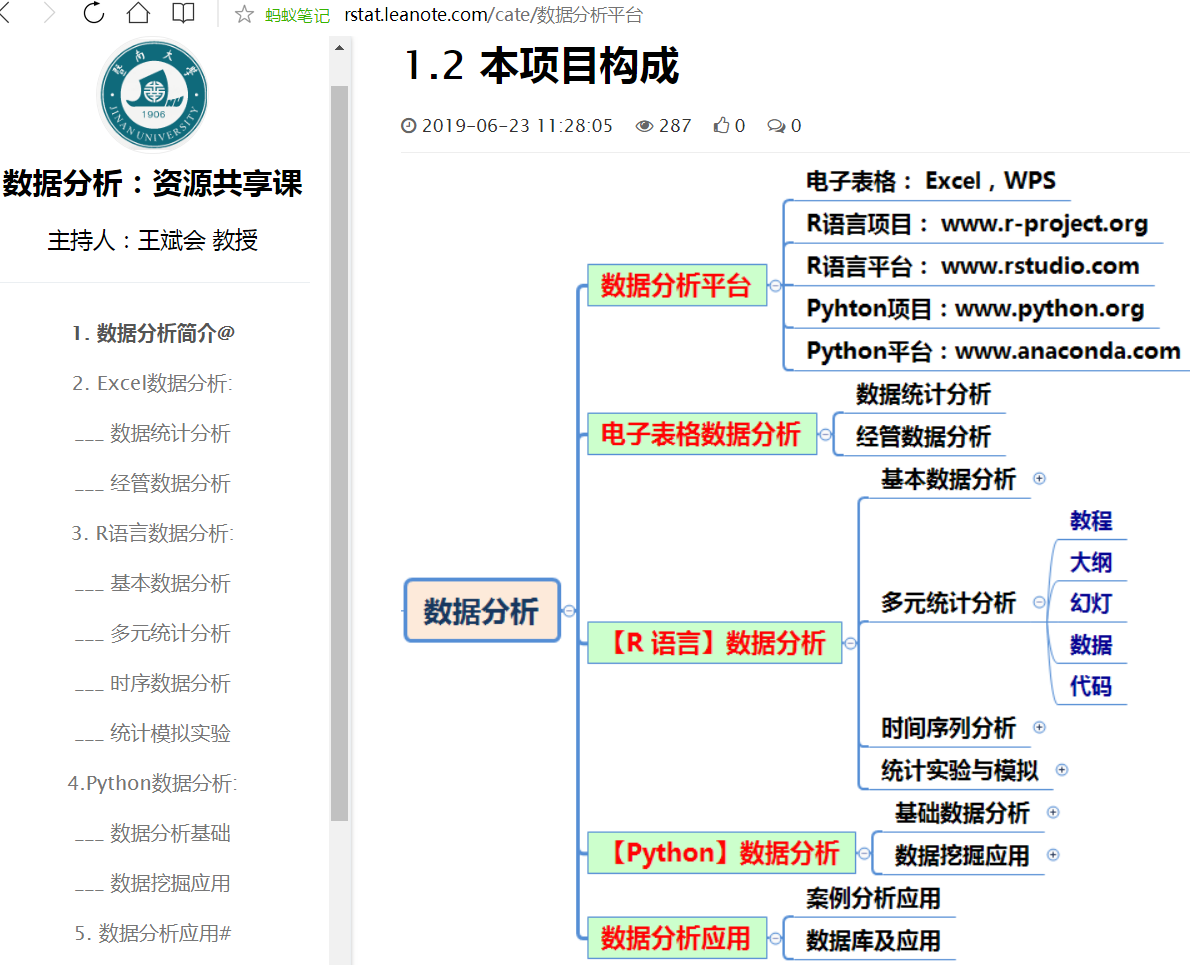 蚂蚁笔记 rstat.leanote.com/cate/数据分析平台
暨南大学
1906
JINAN UNIVERSITY
数据分析：资源共享课
主持人：王斌会 教授
1. 数据分析简介@
2. Excel数据分析:
___ 数据统计分析
___ 经管数据分析
3. R语言数据分析:
___ 基本数据分析
___ 多元统计分析
___ 时序数据分析
___ 统计模拟实验
4.Python数据分析:
___ 数据分析基础
___ 数据挖掘应用
5. 数据分析应用#
1.2 本项目构成
2019-06-23 11:28:05 287 0 0
数据分析
数据分析平台
电子表格： Excel，WPS
R语言项目： www.r-project.org
R语言平台： www.rstudio.com
Pyhton项目：www.python.org
Python平台：www.anaconda.com
电子表格数据分析
数据统计分析
经管数据分析
【R 语言】数据分析
基本数据分析
多元统计分析
教程
大纲
幻灯
数据
代码
时间序列分析
统计实验与模拟
【Python】数据分析
基础数据分析
数据挖掘应用
数据分析应用
案例分析应用
数据库及应用